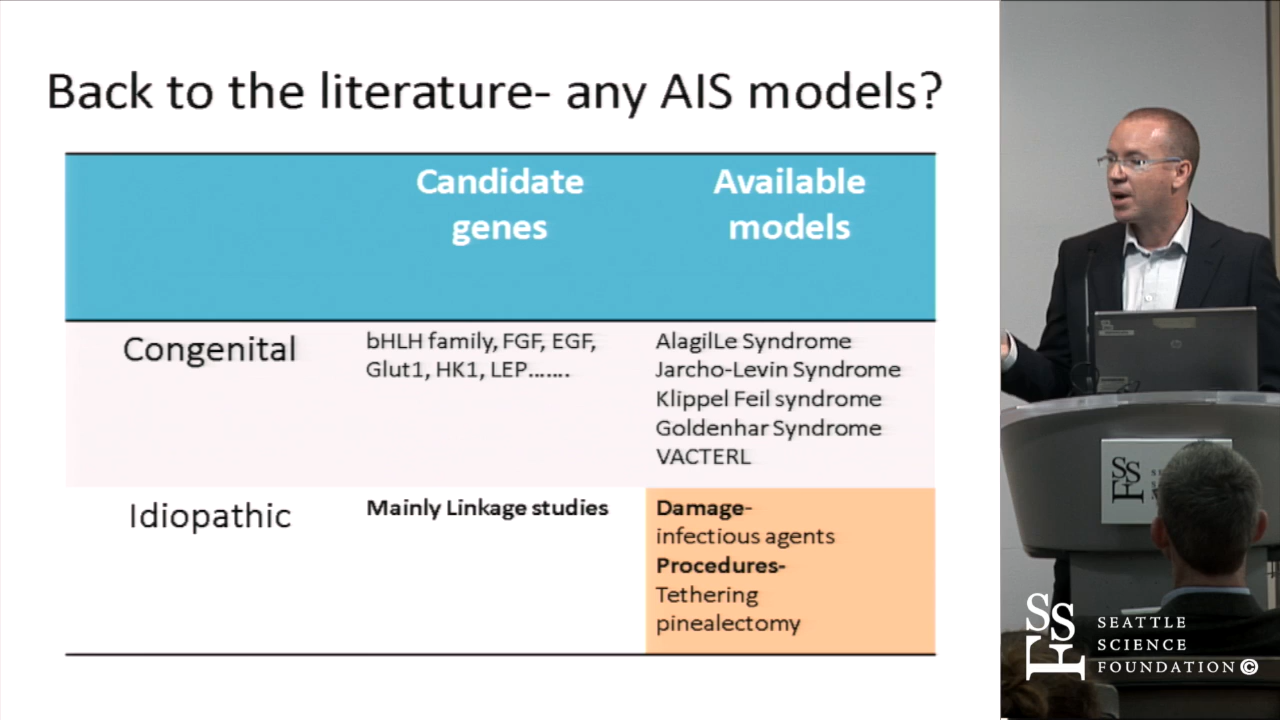 Back to the literature- any AIS models?
Candidate
genes
Available
models
Congenital
bHLH family, FGF, EGF,
Glut1, HK1, LEP.......
AlagilLe Syndrome
Jarcho-Levin Syndrome
Klippel Feil syndrome
Goldenhar Syndrome
VACTERL
Idiopathic
Mainly Linkage studies
Damage-
infectious agents
Procedures-
Tethering
pinealectomy
SSF
SSF
SEATTLE
SCIENCE
FOUNDATION©